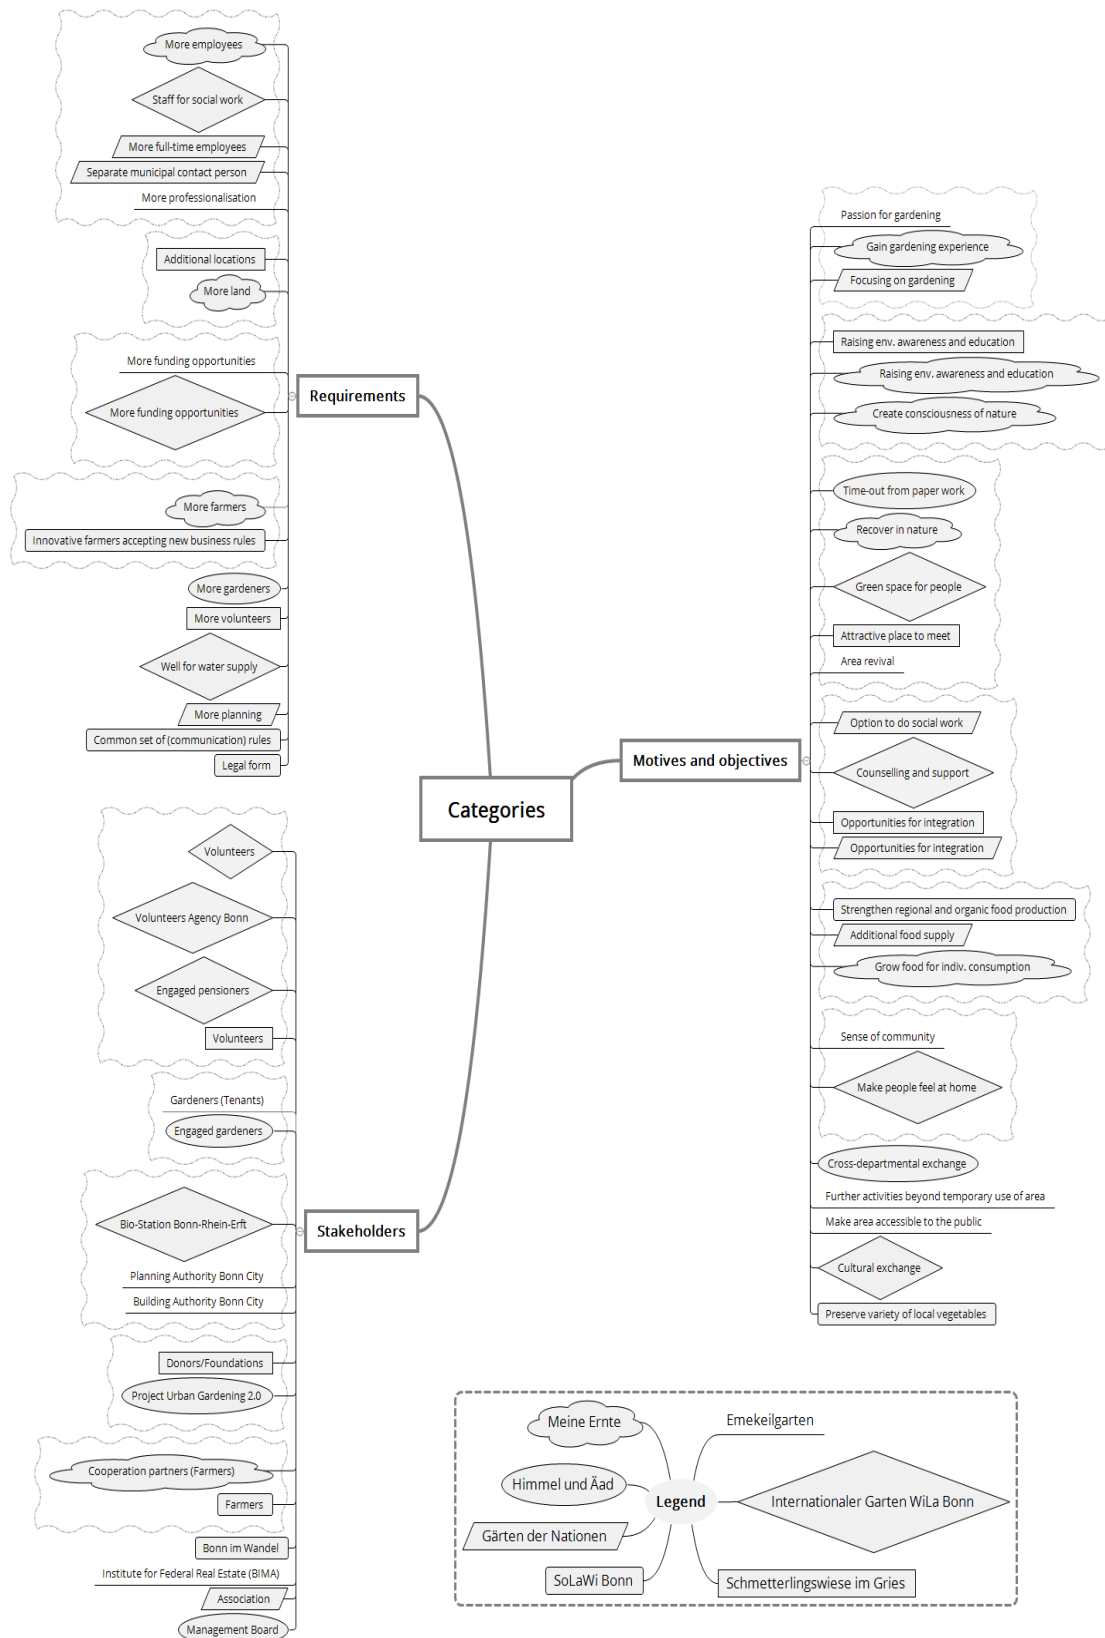 More employees
Staff for social work
More full-time employees
Separate municipal contact person
More professionalisation
Additional locations
More land
More funding opportunities
More funding opportunities
More farmers
Innovative farmers accepting new business rules
More gardeners
More volunteers
Well for water supply
More planning
Common set of (communication) rules
Legal form
Requirements
Volunteers
Volunteers Agency Bonn
Engaged pensioners
Volunteers
Gardeners (Tenants)
Engaged gardeners
Bio-Station Bonn-Rhein-Erft
Planning Authority Bonn City
Building Authority Bonn City
Donors/Foundations
Project Urban Gardening 2.0
Cooperation partners (Farmers)
Farmers
Bonn im Wandel
Institute for Federal Real Estate (BIMA)
Association
Management Board
Stakeholders
Categories
Motives and objectives
Passion for gardening
Gain gardening experience
Focusing on gardening
Raising env. awareness and education
Raising env. awareness and education
Create consciousness of nature
Time-out from paper work
Recover in nature
Green space for people
Attractive place to meet
Area revival
Option to do social work
Counselling and support
Opportunities for integration
Opportunities for integration
Strengthen regional and organic food production
Additional food supply
Grow food for indiv. consumption
Sense of community
Make people feel at home
Cross-departmental exchange
Further activities beyond temporary use of area
Make area accessible to the public
Cultural exchange
Preserve variety of local vegetables
Meine Ernte
Himmel und Äad
Gärten der Nationen
SoLaWi Bonn
Legend
Emekeilgarten
Internationaler Garten WiLa Bonn
Schmetterlingswiese im Gries